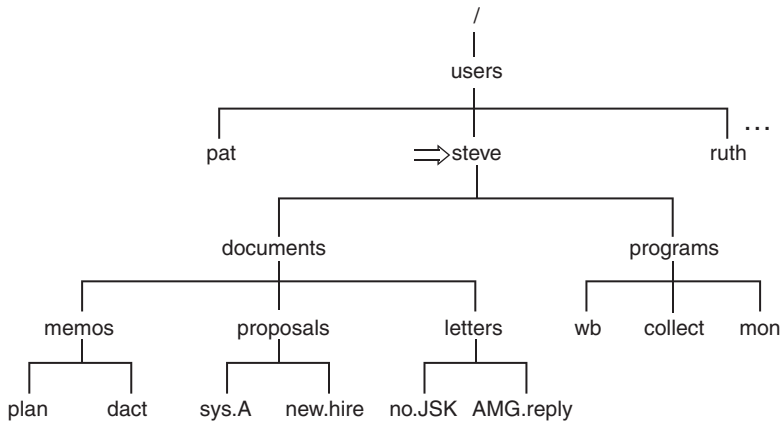 /
users
...
pat steve ruth
documents programs
memos proposals letters wb collect mon
plan dact sys.A new.hire no.JSK AMG.reply